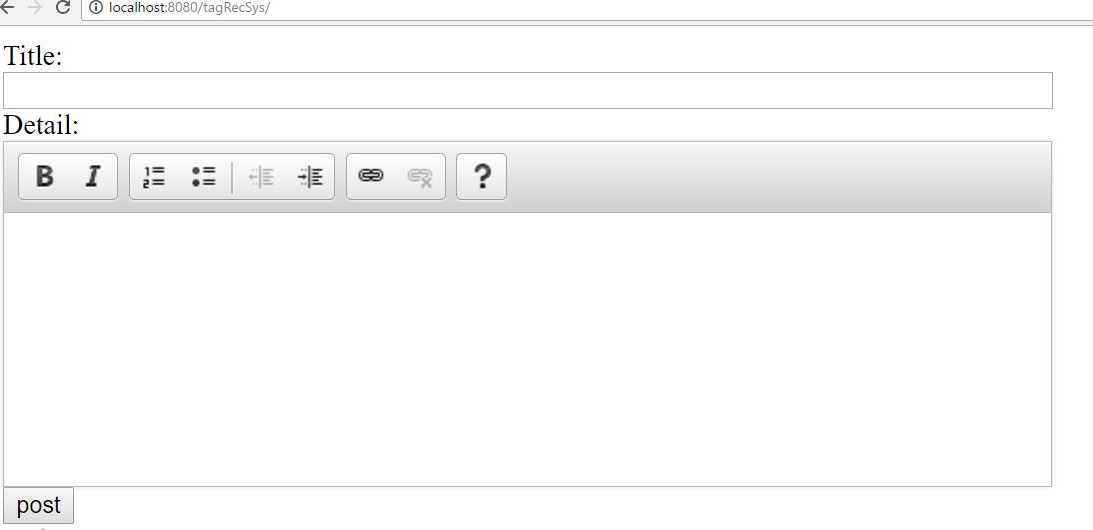 localhost:8080/tagRecSys/
Title:
Detail:
B I ?
post